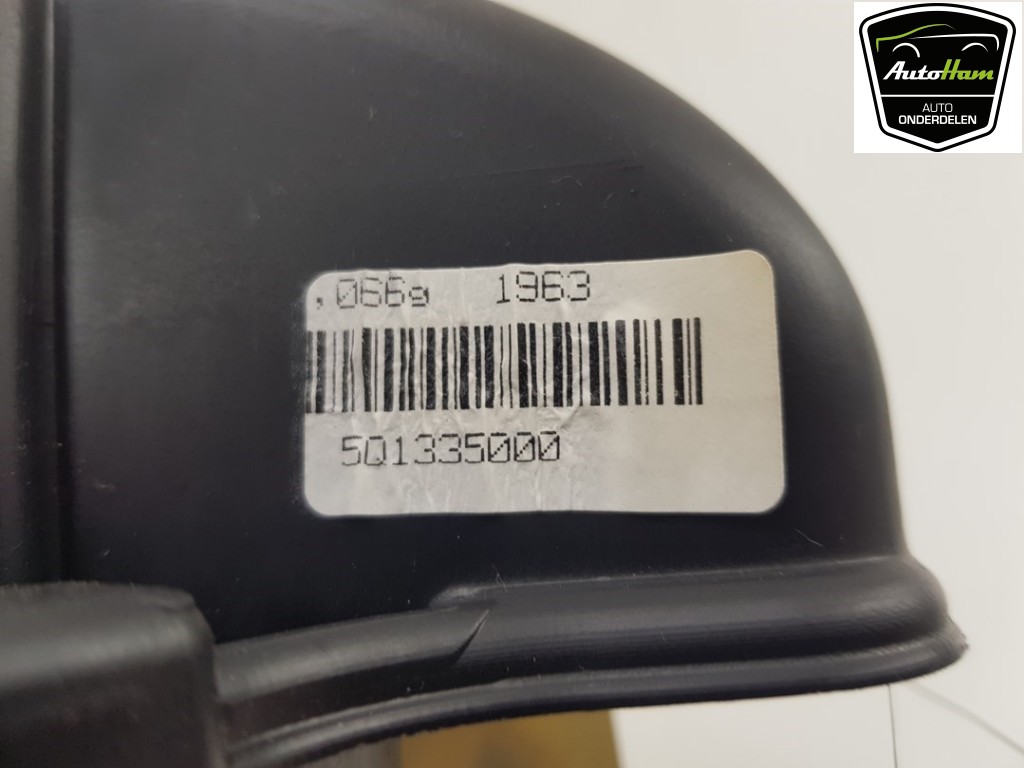 AutoHam
AUTO
ONDERDELEN
,066g 1963
5Q1335000